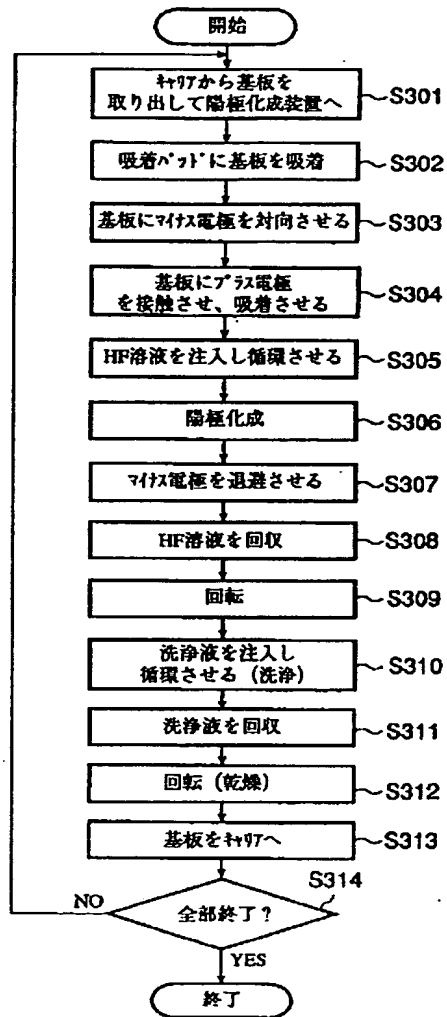 開始
ｷｬﾘｱから基板を
取り出して陽極化成装置へ
S301
吸着ﾊﾟｯﾄﾞに基板を吸着
S302
基板にﾏｲﾅｽ電極を対向させる
S303
基板にﾌﾟﾗｽ電極
を接触させ、吸着させる
S304
HF溶液を注入し循環させる
S305
陽極化成
S306
ﾏｲﾅｽ電極を退避させる
S307
HF溶液を回収
S308
回転
S309
洗浄液を注入し
循環させる（洗浄）
S310
洗浄液を回収
S311
回転（乾燥）
S312
基板をｷｬﾘｱへ
S313
S314
NO
全部終了？
YES
終了